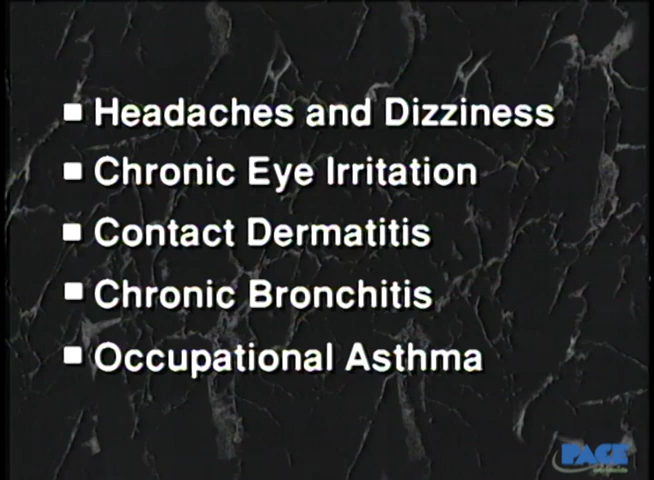 Headaches and Dizziness
Chronic Eye Irritation
Contact Dermatitis
Chronic Bronchitis
Occupational Asthma
PACE